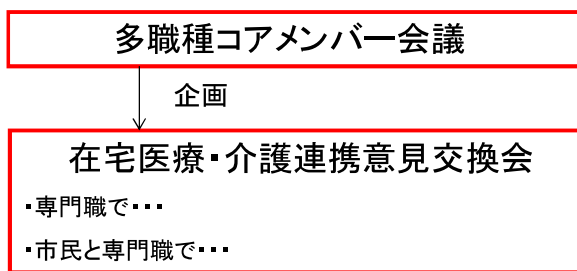 多職種コアメンバー会議
企画
在宅医療・介護連携意見交換会
・専門職で・・・
・市民と専門職で・・・